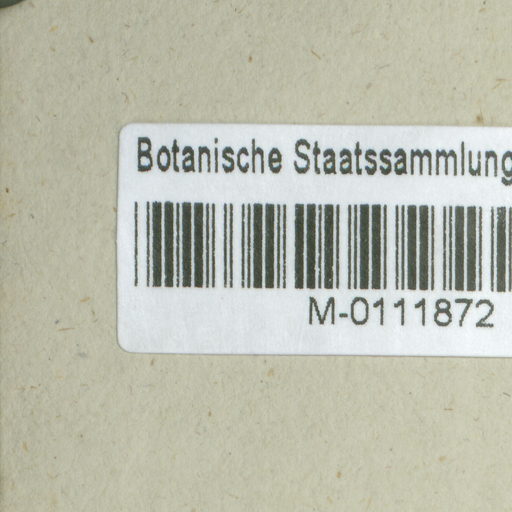 Botanische Staatssammlung
M-0111872